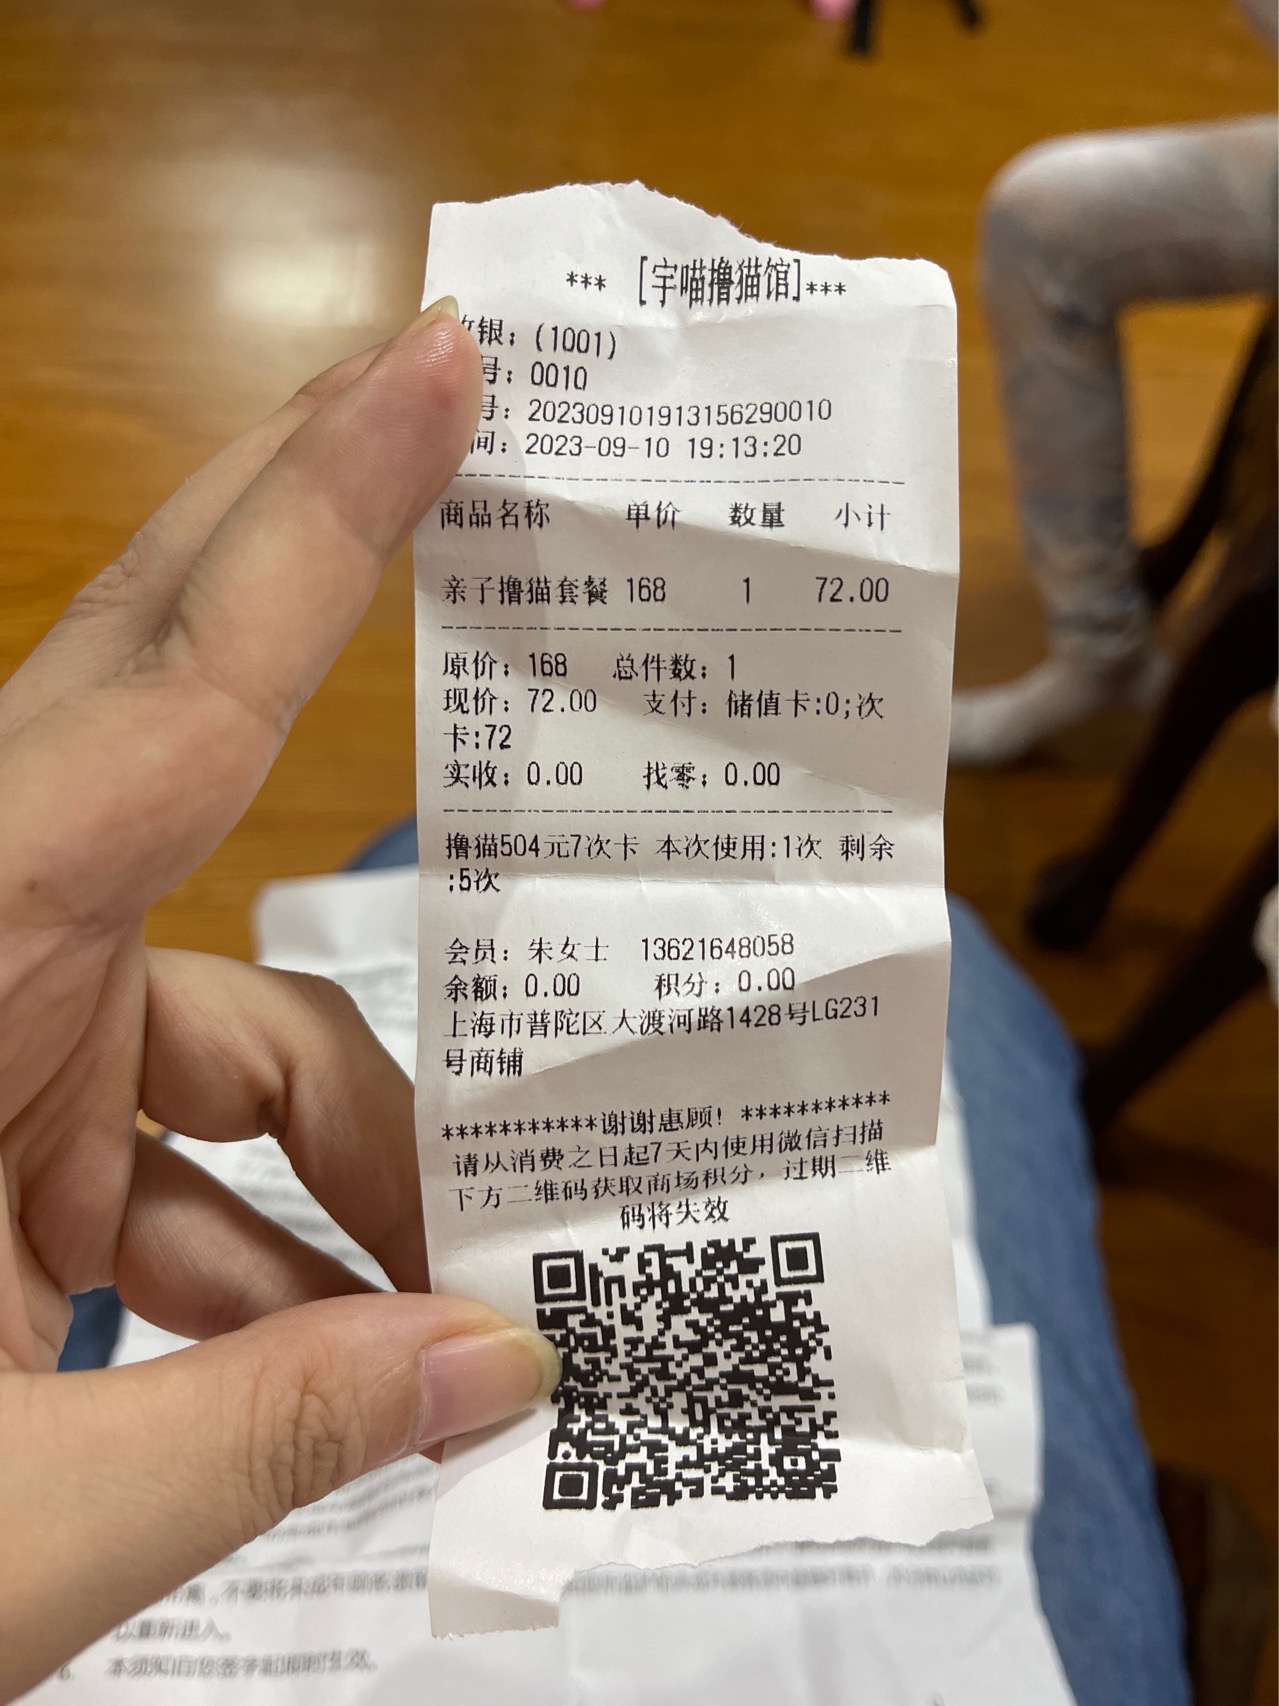 *** [宇喵撸猫馆]***
银：(1001)
号：0010
号：202309101913156290010
间：2023-09-10 19:13:20
商品名称 单价 数量 小计
亲子撸猫套餐 168 1 72.00
原价：168 总件数：1
现价：72.00 支付：储值卡:0;次
卡:72
实收：0.00 找零：0.00
撸猫504元7次卡 本次使用:1次 剩余
:5次
会员：朱女士 13621648058
余额：0.00 积分：0.00
上海市普陀区大渡河路1428号LG231
号商铺
***********谢谢惠顾！***********
请从消费之日起7天内使用微信扫描
下方二维码获取商场积分，过期二维
码将失效
以重新进入。
6.